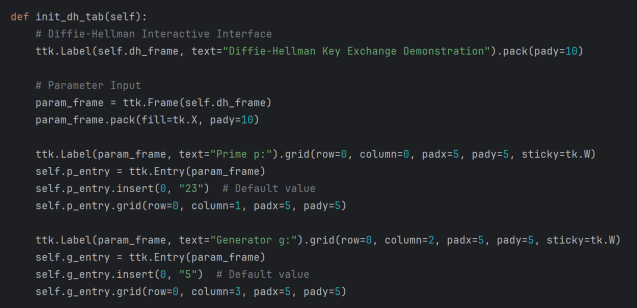 def init_dh_tab(self):
    # Diffie-Hellman Interactive Interface
    ttk.Label(self.dh_frame, text="Diffie-Hellman Key Exchange Demonstration").pack(pady=10)

    # Parameter Input
    param_frame = ttk.Frame(self.dh_frame)
    param_frame.pack(fill=tk.X, pady=10)

    ttk.Label(param_frame, text="Prime p:").grid(row=0, column=0, padx=5, pady=5, sticky=tk.W)
    self.p_entry = ttk.Entry(param_frame)
    self.p_entry.insert(0, "23")  # Default value
    self.p_entry.grid(row=0, column=1, padx=5, pady=5)

    ttk.Label(param_frame, text="Generator g:").grid(row=0, column=2, padx=5, pady=5, sticky=tk.W)
    self.g_entry = ttk.Entry(param_frame)
    self.g_entry.insert(0, "5")  # Default value
    self.g_entry.grid(row=0, column=3, padx=5, pady=5)